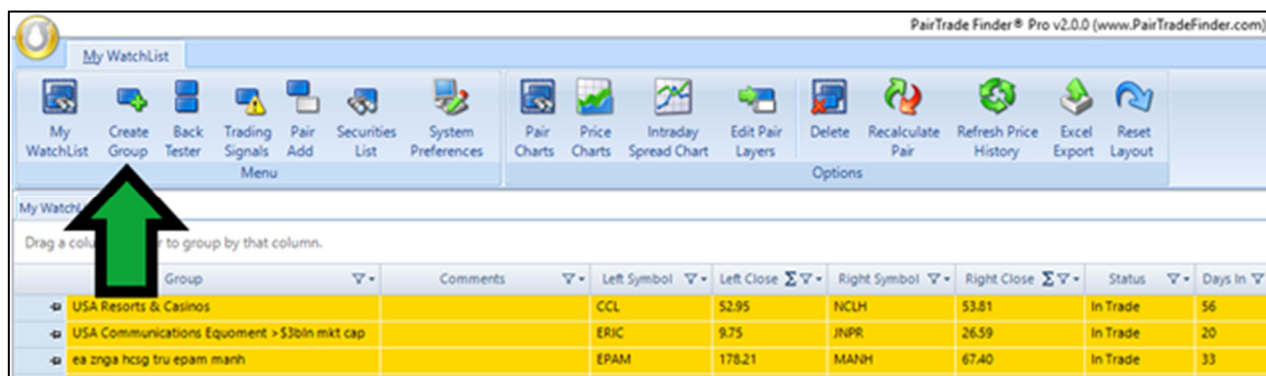 PairTrade Finder® Pro v2.0.0 (www.PairTradeFinder.com)
My WatchList
My WatchList
Create Group
Back Tester
Trading Signals
Pair Add
Securities List
System Preferences
Menu
Pair Charts
Price Charts
Intraday Spread Chart
Edit Pair Layers
Delete
Recalculate Pair
Refresh Price History
Excel Export
Reset Layout
Options
My
Drag a to group by that column.
Group Comments Left Symbol Left Close Σ Right Symbol Right Close Σ Status Days In
USA Resorts & Casinos CCL 52.95 NCLH 53.81 In Trade 56
USA Communications Equoment > $3bln mkt cap ERIC 9.75 JNPR 26.59 In Trade 20
ea znga hcsg tru epam manh EPAM 178.21 MANH 67.40 In Trade 33